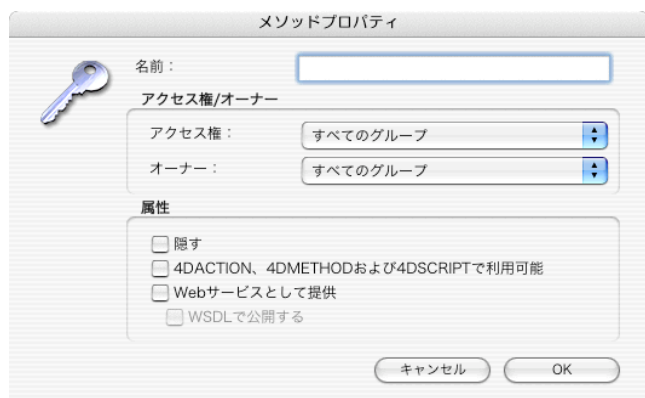 メソッドプロパティ
名前：
アクセス権/オーナー
アクセス権： すべてのグループ
オーナー： すべてのグループ
属性
隠す
4DACTION、4DMETHODおよび4DSCRIPTで利用可能
Webサービスとして提供
WSDLで公開する
キャンセル OK